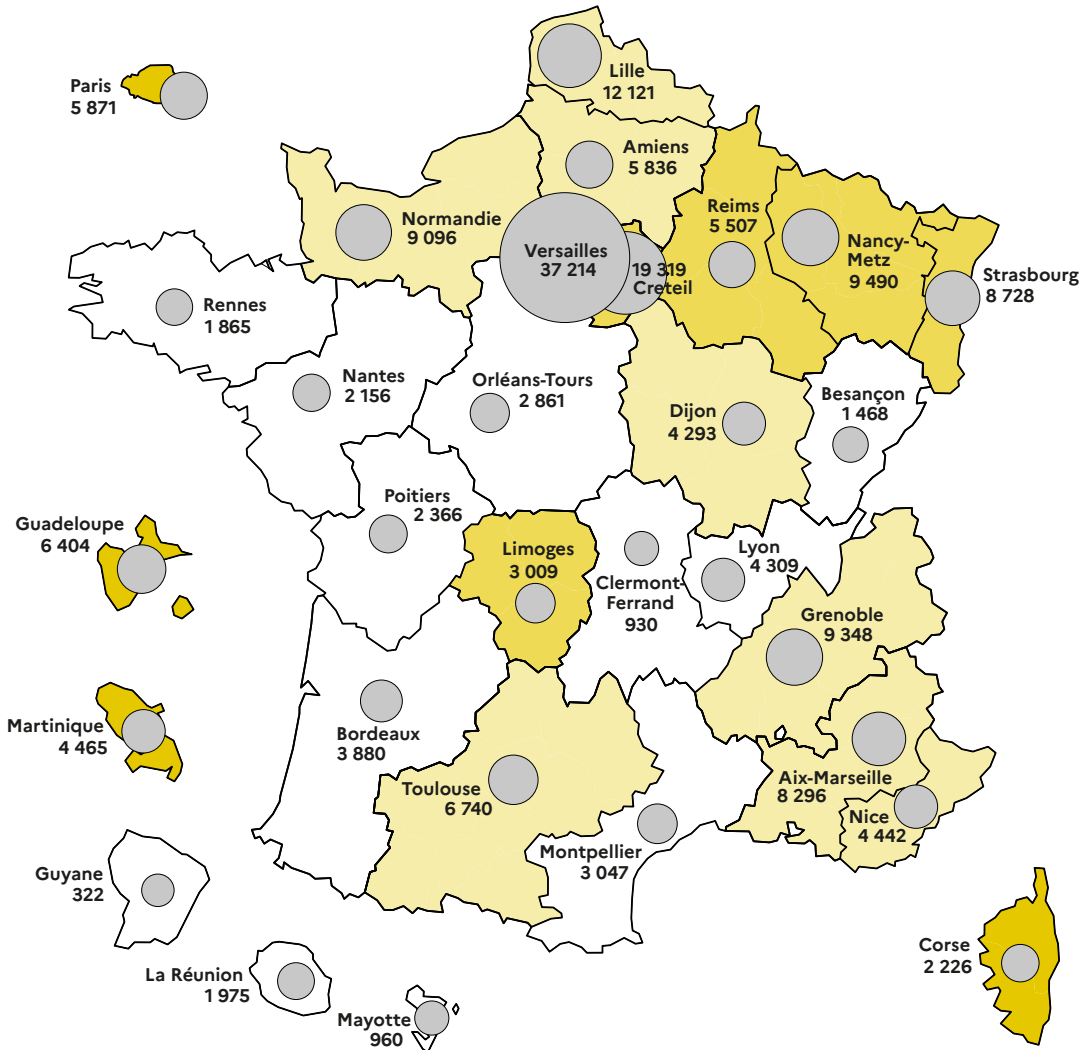 Lille
12 121
Paris
5 871
Amiens
5 836
Reims
5 507
Normandie
9 096
Nancy-
Metz
9 490
Versailles
37 214
19 319
Creteil
Strasbourg
8 728
Rennes
1 865
Nantes
2 156
Orléans-Tours
2 861
Besançon
1 468
Dijon
4 293
Poitiers
2 366
Guadeloupe
6 404
Limoges
3 009
Lyon
4 309
Clermont-
Ferrand
930
Grenoble
9 348
Martinique
4 465
Bordeaux
3 880
Toulouse
6 740
Aix-Marseille
8 296
Nice
4 442
Montpellier
3 047
Guyane
322
Corse
2 226
La Réunion
1 975
Mayotte
960